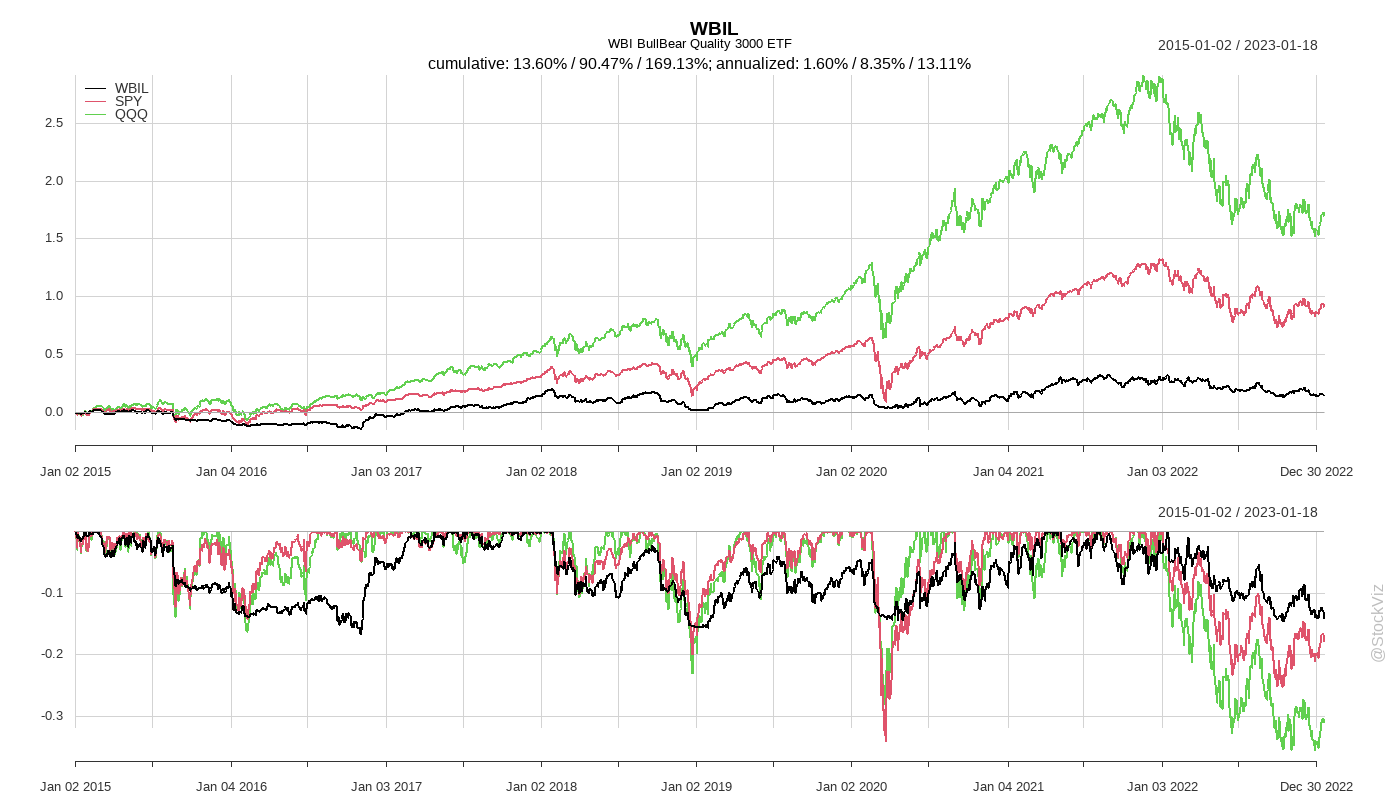 WBIL
WBI BullBear Quality 3000 ETF
2015-01-02 / 2023-01-18
cumulative: 13.60% / 90.47% / 169.13%; annualized: 1.60% / 8.35% / 13.11%
WBIL
SPY
QQQ
2.5
2.0
1.5
1.0
0.5
0.0
Jan 02 2015 Jan 04 2016 Jan 03 2017 Jan 02 2018 Jan 02 2019 Jan 02 2020 Jan 04 2021 Jan 03 2022 Dec 30 2022
2015-01-02 / 2023-01-18
-0.1
-0.2
-0.3
Jan 02 2015 Jan 04 2016 Jan 03 2017 Jan 02 2018 Jan 02 2019 Jan 02 2020 Jan 04 2021 Jan 03 2022 Dec 30 2022
@StockViz